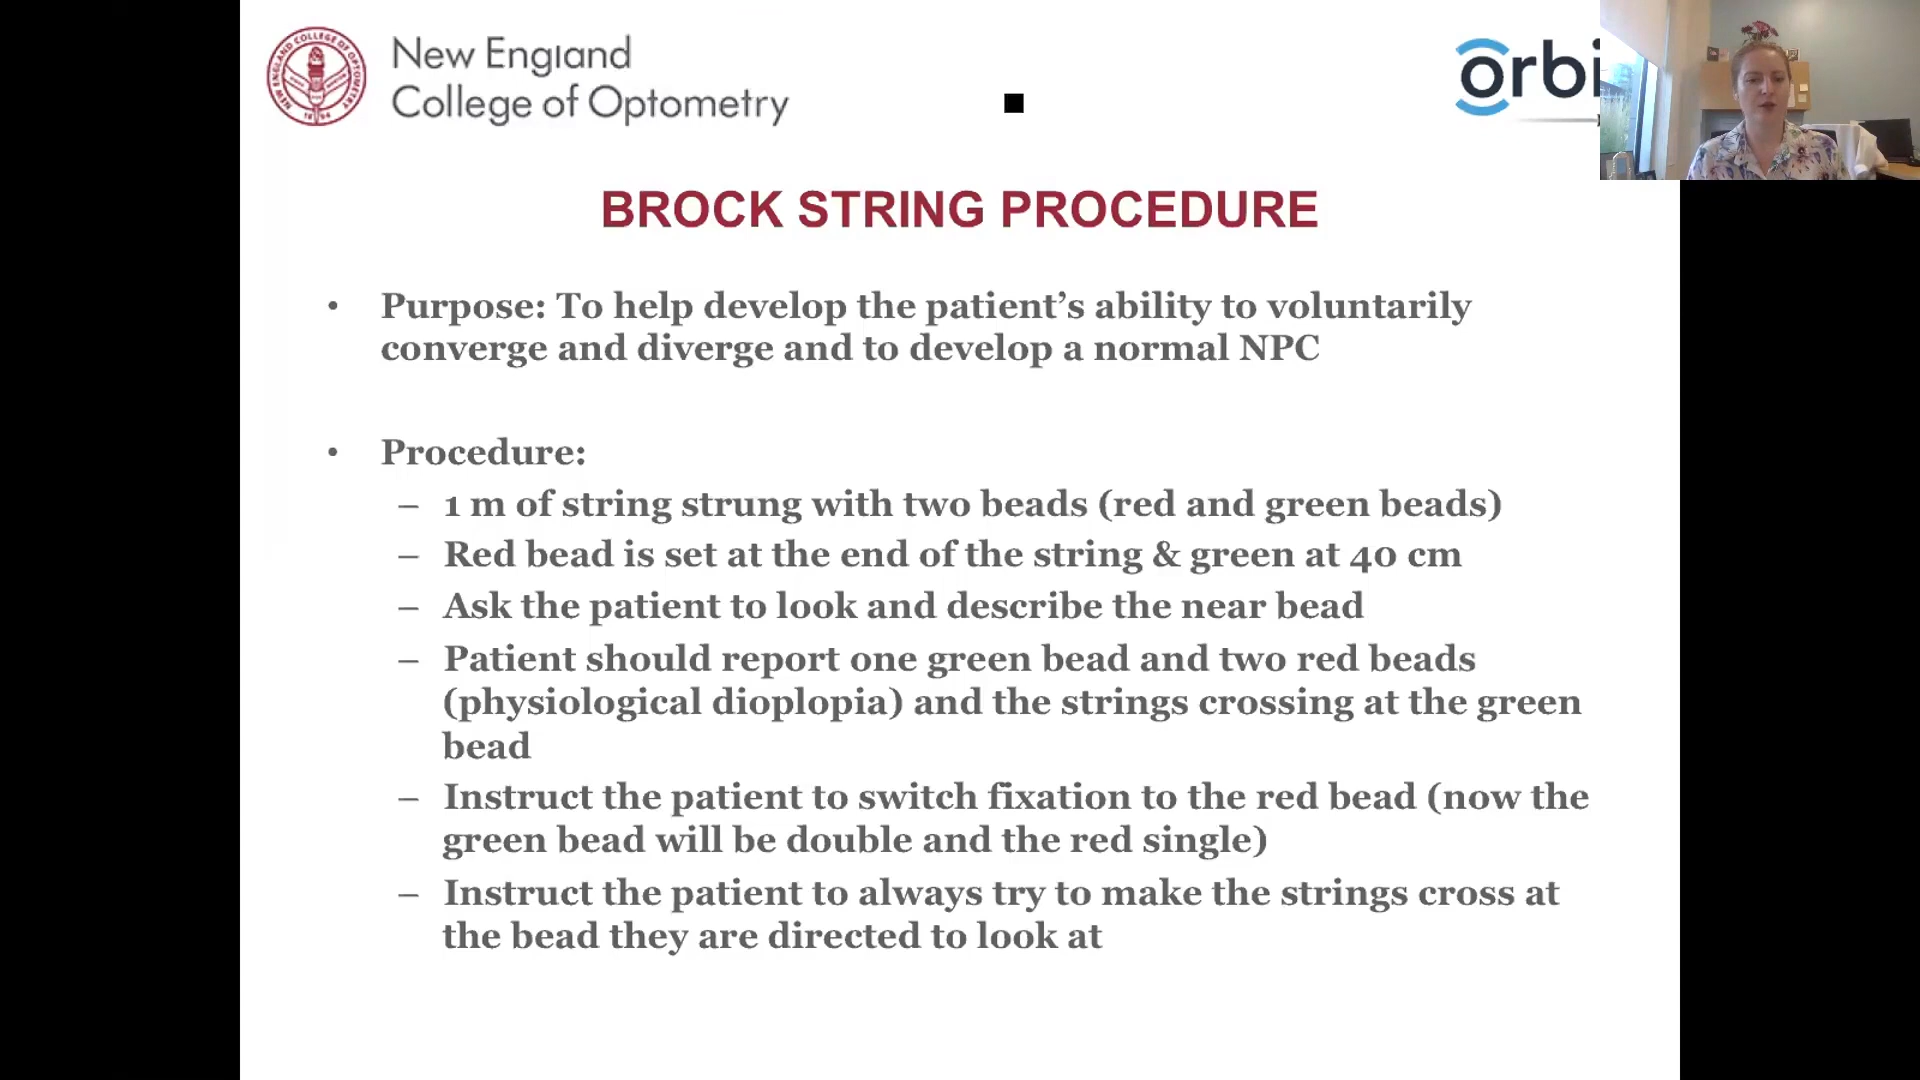 New England
College of Optometry
orbi
BROCK STRING PROCEDURE
• Purpose: To help develop the patient's ability to voluntarily
converge and diverge and to develop a normal NPC
• Procedure:
– 1 m of string strung with two beads (red and green beads)
– Red bead is set at the end of the string & green at 40 cm
– Ask the patient to look and describe the near bead
– Patient should report one green bead and two red beads
(physiological dioplopia) and the strings crossing at the green
bead
– Instruct the patient to switch fixation to the red bead (now the
green bead will be double and the red single)
– Instruct the patient to always try to make the strings cross at
the bead they are directed to look at